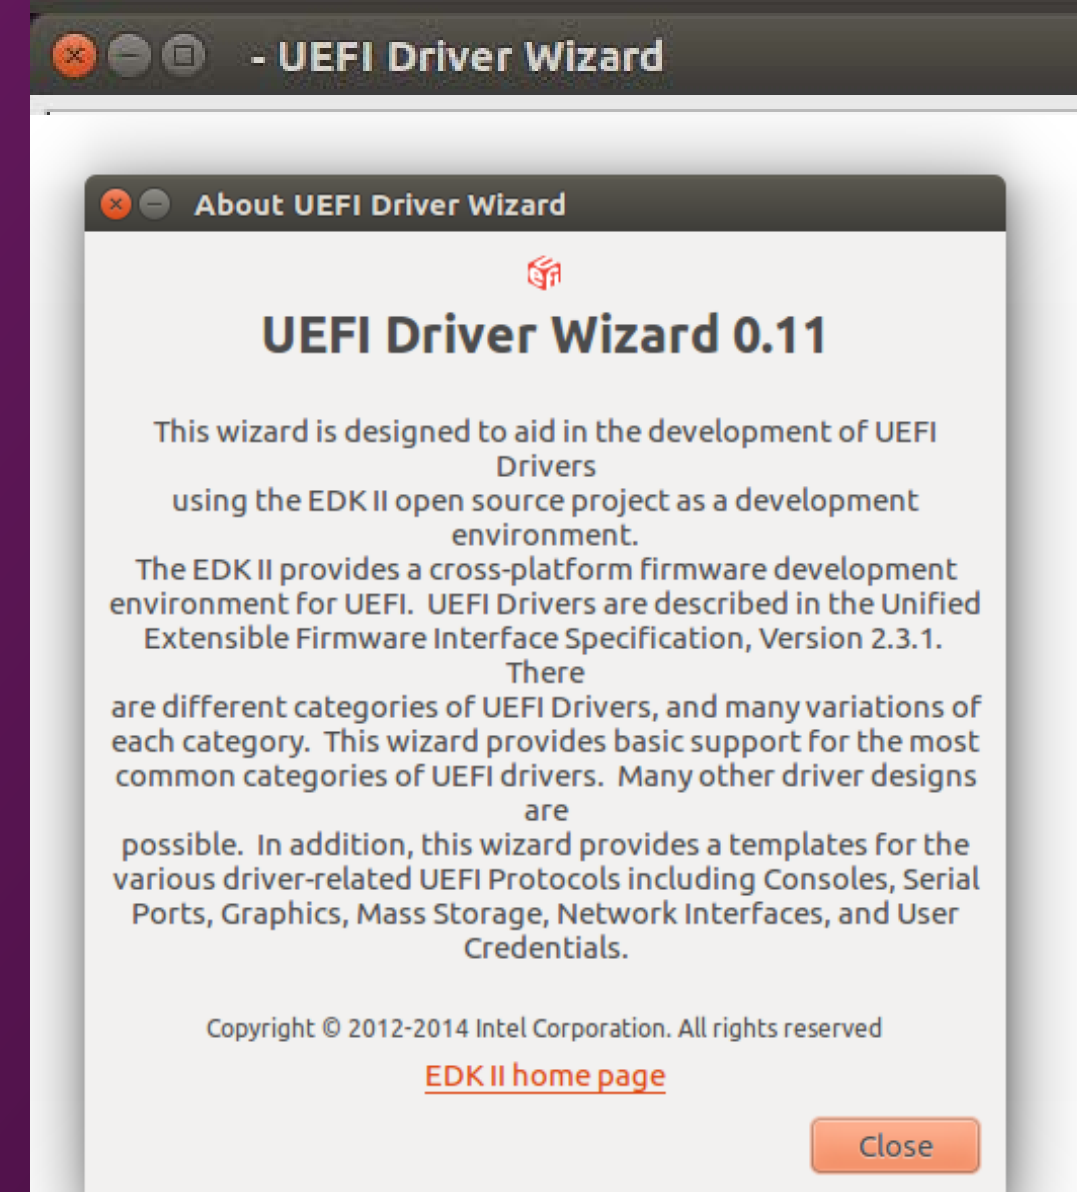 - UEFI Driver Wizard
About UEFI Driver Wizard
UEFI
UEFI Driver Wizard 0.11
This wizard is designed to aid in the development of UEFI
Drivers
using the EDK II open source project as a development
environment.
The EDK II provides a cross-platform firmware development
environment for UEFI.  UEFI Drivers are described in the Unified
Extensible Firmware Interface Specification, Version 2.3.1.
There
are different categories of UEFI Drivers, and many variations of
each category.  This wizard provides basic support for the most
common categories of UEFI drivers.  Many other driver designs
are
possible.  In addition, this wizard provides a templates for the
various driver-related UEFI Protocols including Consoles, Serial
Ports, Graphics, Mass Storage, Network Interfaces, and User
Credentials.
Copyright © 2012-2014 Intel Corporation. All rights reserved
EDK II home page
Close